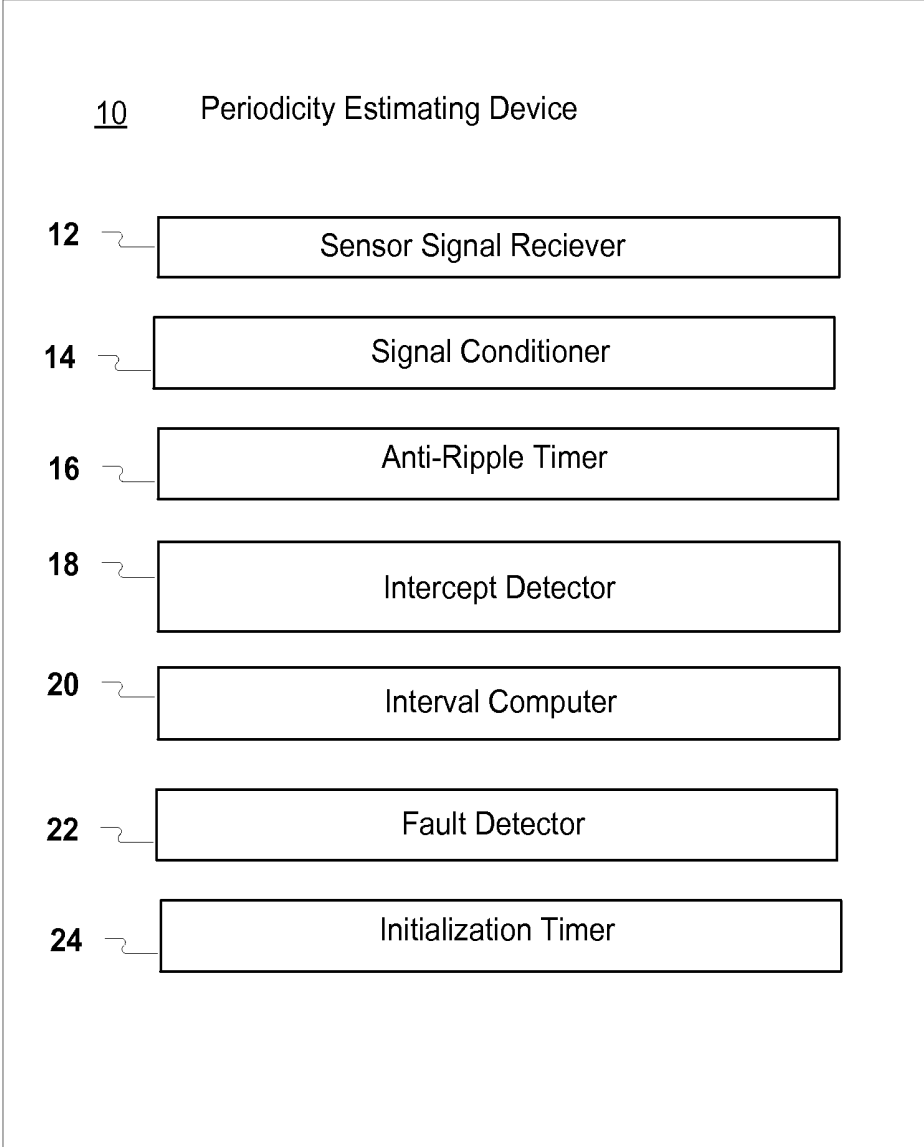 10 Periodicity Estimating Device
12 Sensor Signal Reciever
14 Signal Conditioner
16 Anti-Ripple Timer
18 Intercept Detector
20 Interval Computer
22 Fault Detector
24 Initialization Timer